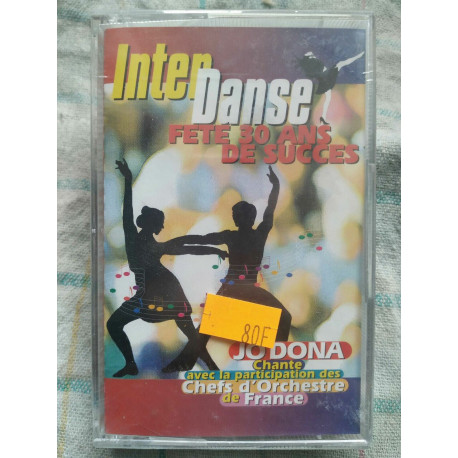 Inter
Danse
FETE 30 ANS
DE SUCCES
80F
JO DONA
Chante
avec la participation des
Chefs d'Orchestre
de France